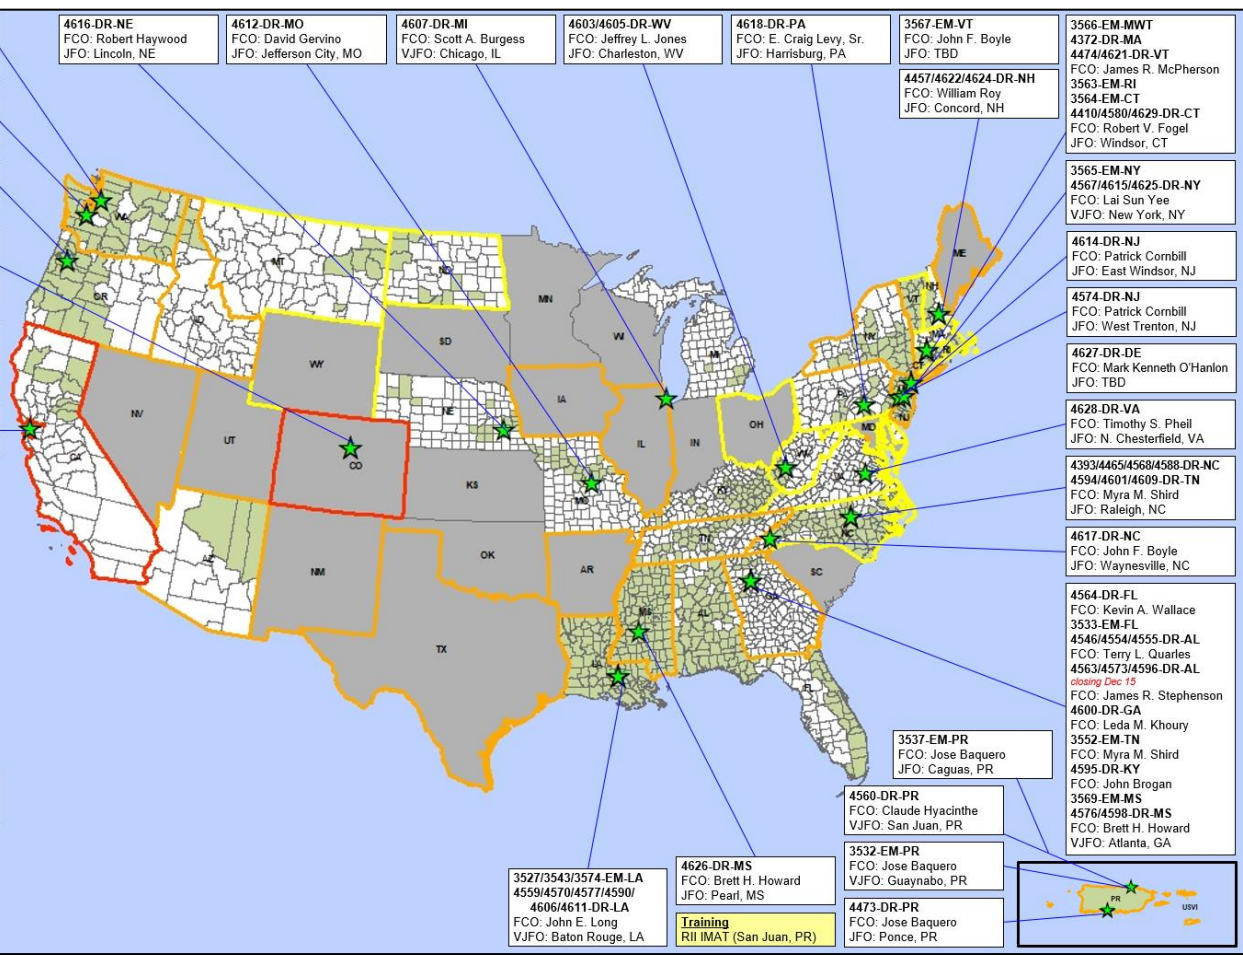 4616-DR-NE
FCO: Robert Haywood
JFO: Lincoln, NE
4612-DR-MO
FCO: David Gervino
JFO: Jefferson City, MO
4607-DR-MI
FCO: Scott A. Burgess
VJFO: Chicago, IL
4603/4605-DR-WV
FCO: Jeffrey L. Jones
JFO: Charleston, WV
4618-DR-PA
FCO: E. Craig Levy, Sr.
JFO: Harrisburg, PA
3567-EM-VT
FCO: John F. Boyle
JFO: TBD
4457/4622/4624-DR-NH
FCO: William Roy
JFO: Concord, NH
3566-EM-MWT
4372-DR-MA
4474/4621-DR-VT
FCO: James R. McPherson
3563-EM-RI
3564-EM-CT
4410/4580/4629-DR-CT
FCO: Robert V. Fogel
JFO: Windsor, CT
3565-EM-NY
4567/4615/4625-DR-NY
FCO: Lai Sun Yee
VJFO: New York, NY
4614-DR-NJ
FCO: Patrick Cornbill
JFO: East Windsor, NJ
4574-DR-NJ
FCO: Patrick Cornbill
JFO: West Trenton, NJ
4627-DR-DE
FCO: Mark Kenneth O'Hanlon
JFO: TBD
4628-DR-VA
FCO: Timothy S. Pheil
JFO: N. Chesterfield, VA
4393/4465/4568/4588-DR-NC
4594/4601/4609-DR-TN
FCO: Myra M. Shird
JFO: Raleigh, NC
4617-DR-NC
FCO: John F. Boyle
JFO: Waynesville, NC
4564-DR-FL
FCO: Kevin A. Wallace
3533-EM-FL
4546/4554/4555-DR-AL
FCO: Terry L. Quarles
4563/4573/4596-DR-AL
closing Dec 15
FCO: James R. Stephenson
4600-DR-GA
FCO: Leda M. Khoury
3552-EM-TN
FCO: Myra M. Shird
4595-DR-KY
FCO: John Brogan
3569-EM-MS
4576/4598-DR-MS
FCO: Brett H. Howard
VJFO: Atlanta, GA
WA
MT
ND
MN
ME
VT
NH
OR
ID
SD
WI
MI
NY
MA
RI
CT
WY
NE
IA
PA
NJ
NV
UT
CO
IL
IN
OH
MD
CA
KS
MO
KY
WV
VA
AZ
NM
OK
AR
TN
NC
SC
TX
LA
MS
AL
GA
FL
3537-EM-PR
FCO: Jose Baquero
JFO: Caguas, PR
4560-DR-PR
FCO: Claude Hyacinthe
VJFO: San Juan, PR
3532-EM-PR
FCO: Jose Baquero
VJFO: Guaynabo, PR
4473-DR-PR
FCO: Jose Baquero
JFO: Ponce, PR
3527/3543/3574-EM-LA
4559/4570/4577/4590/
4606/4611-DR-LA
FCO: John E. Long
VJFO: Baton Rouge, LA
4626-DR-MS
FCO: Brett H. Howard
JFO: Pearl, MS
Training
RII IMAT (San Juan, PR)
PR
USVI